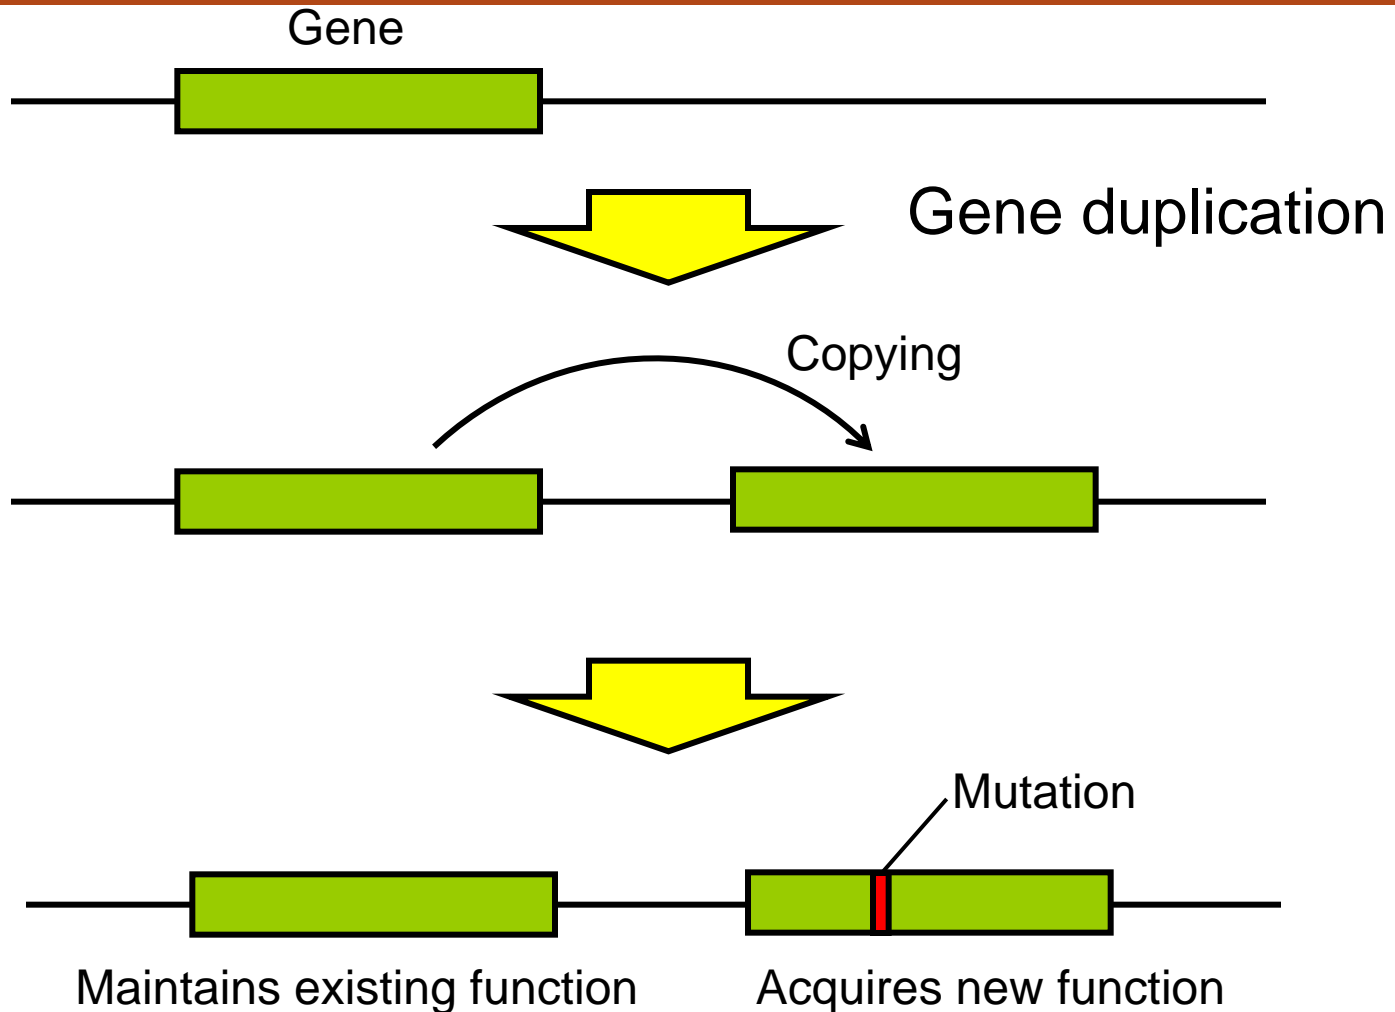 Gene
Gene duplication
Copying
Mutation
Maintains existing function
Acquires new function